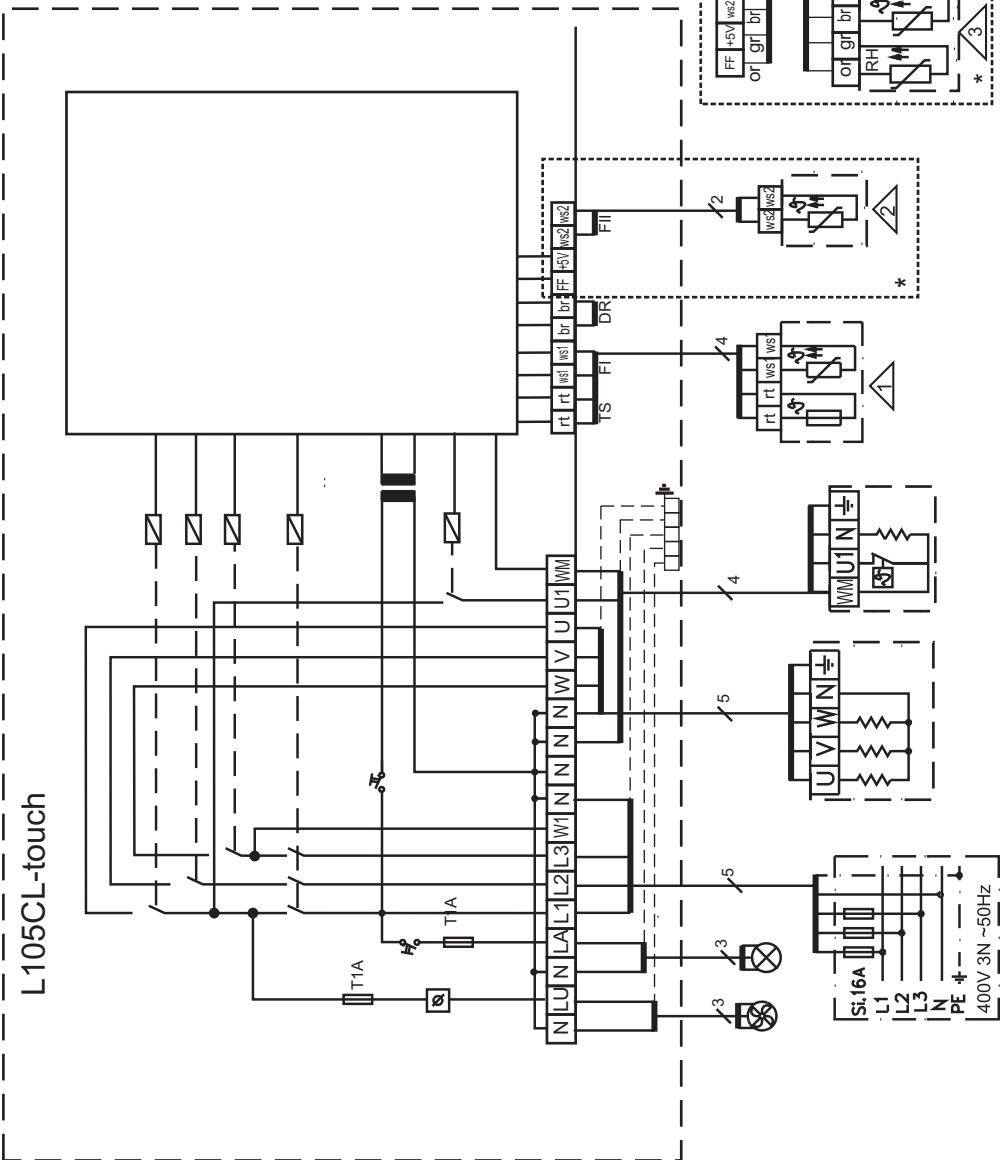 L105CL-touch
T1A
T1A
N LU N LA L1 L2 L3 W1 N N N N W V U U1 WM
rt rt ws1 ws1 br br FF +5V ws2 ws2
TS FI DR FII
FF +5V ws2
or gr br
or gr br
RH
3
*
2
ws2 ws2
2
*
4
rt rt ws1 ws1
1
4
WM U1 N
5
U V W N
5
3
3
Si.16A
L1
L2
L3
N
PE
400V 3N ~50Hz